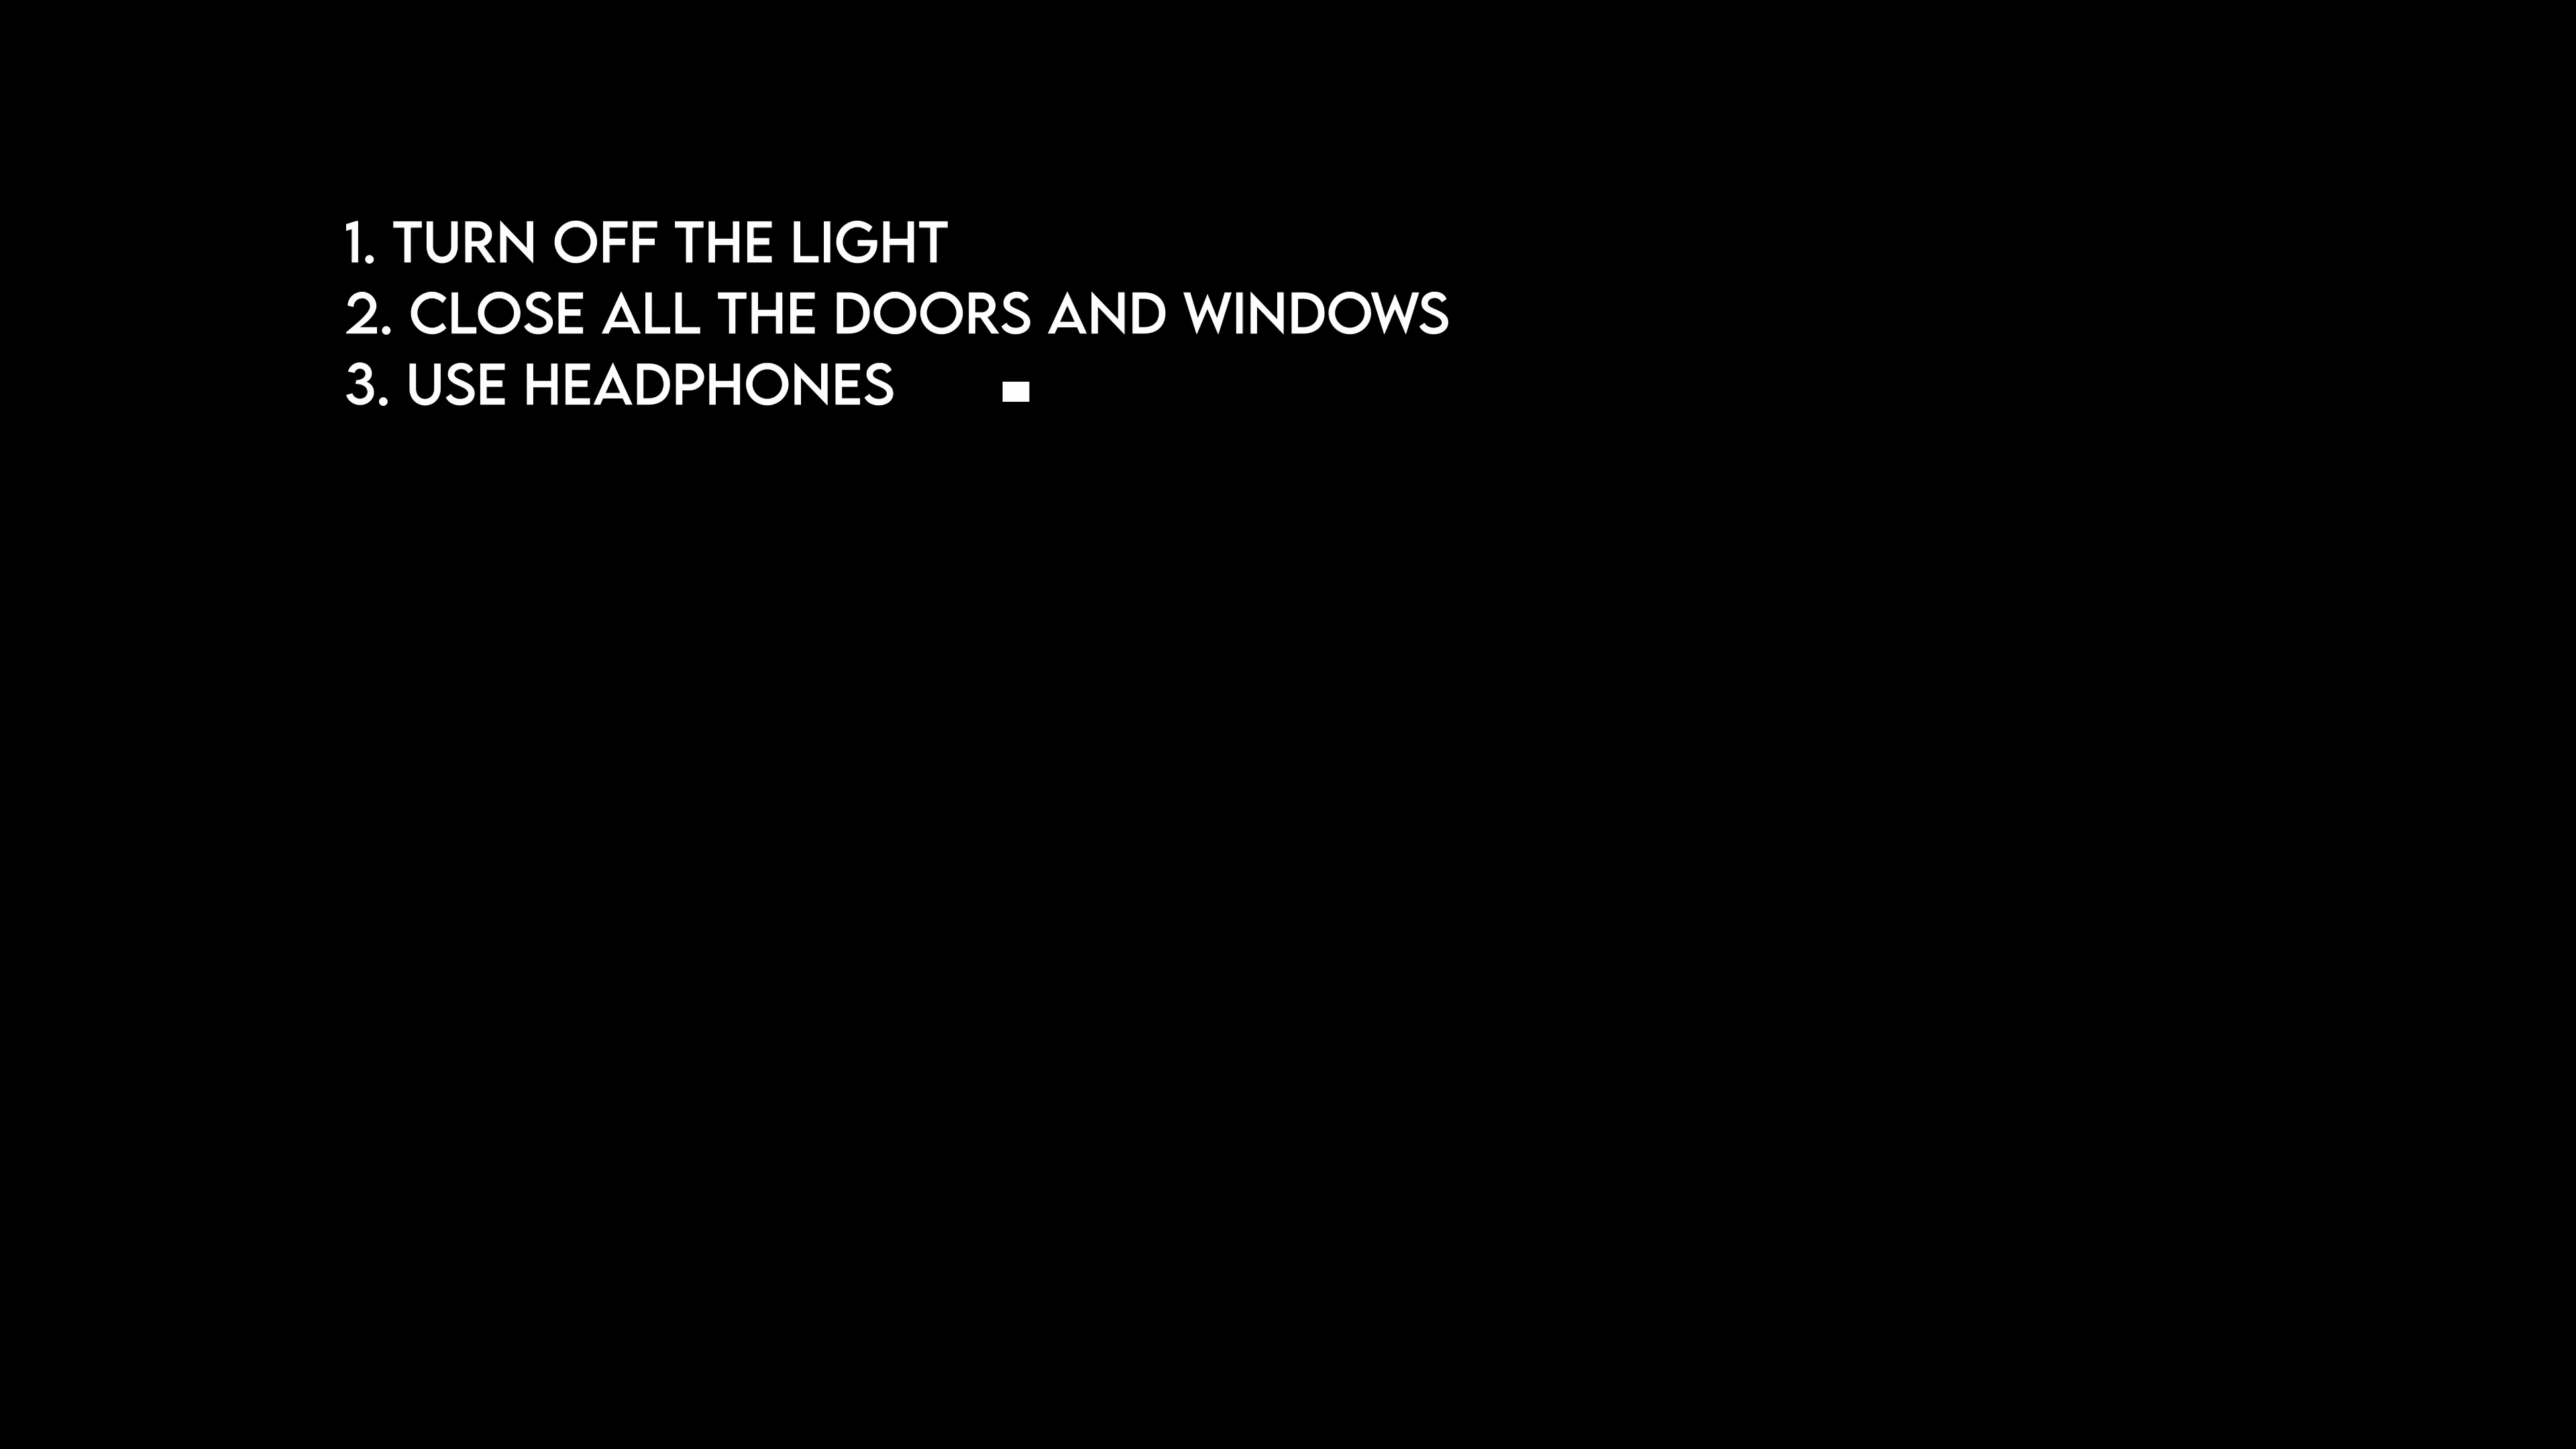 1. TURN OFF THE LIGHT
2. CLOSE ALL THE DOORS AND WINDOWS
3. USE HEADPHONES